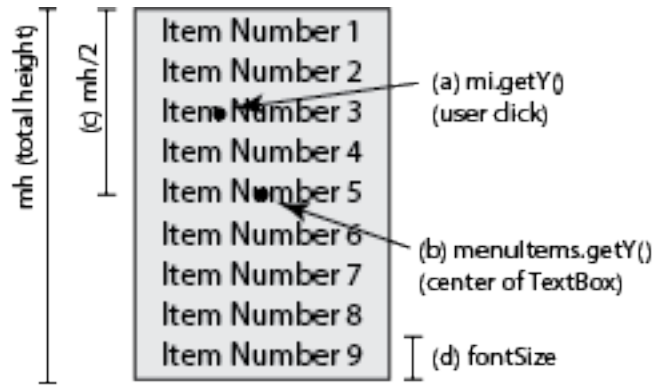 mh (total height)
(c) mh/2
Item Number 1
Item Number 2
Item Number 3
Item Number 4
Item Number 5
Item Number 6
Item Number 7
Item Number 8
Item Number 9
(a) mi.getY()
(user click)
(b) menuItems.getY()
(center of TextBox)
(d) fontSize